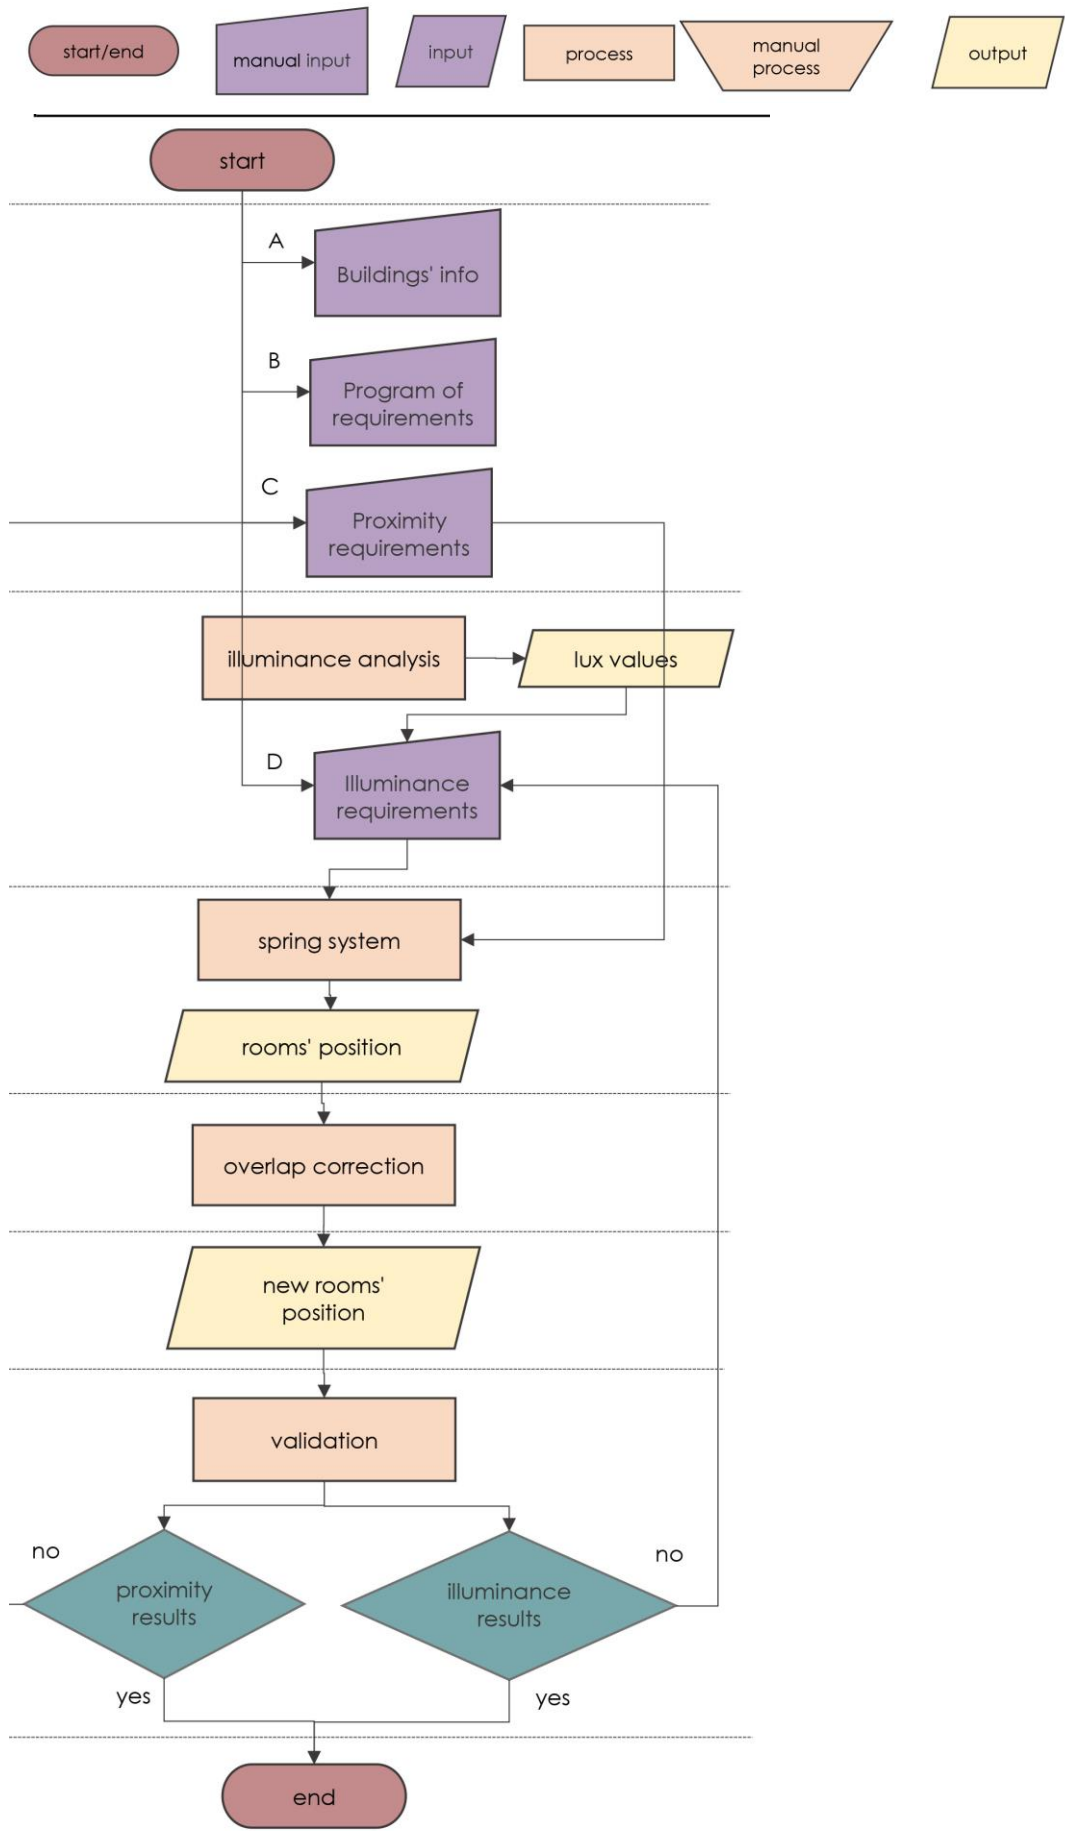 start/end
manual input
input
process
manual
process
output
start
A
Buildings' info
B
Program of
requirements
C
Proximity
requirements
illuminance analysis
lux values
D
Illuminance
requirements
spring system
rooms' position
overlap correction
new rooms'
position
validation
no
proximity
results
illuminance
results
no
yes
yes
end